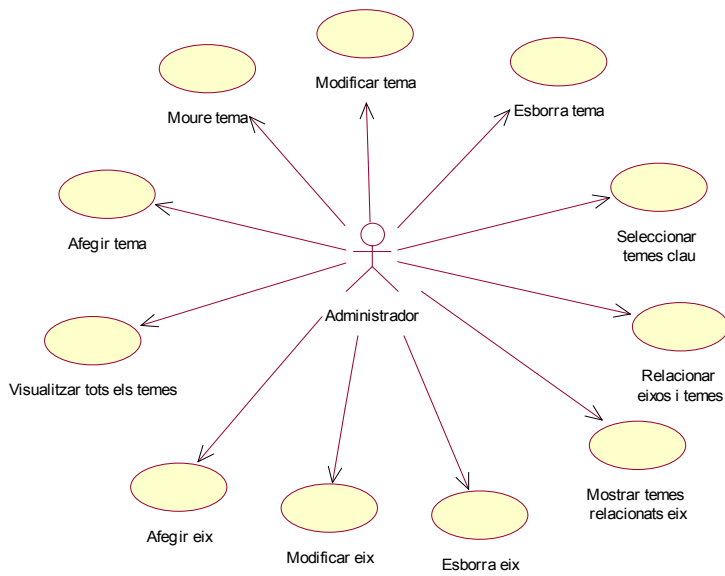 Modificar tema
Moure tema
Esborra tema
Afegir tema
Seleccionar
temes clau
Administrador
Visualitzar tots els temes
Relacionar
eixos i temes
Mostrar temes
relacionats eix
Afegir eix
Modificar eix
Esborra eix